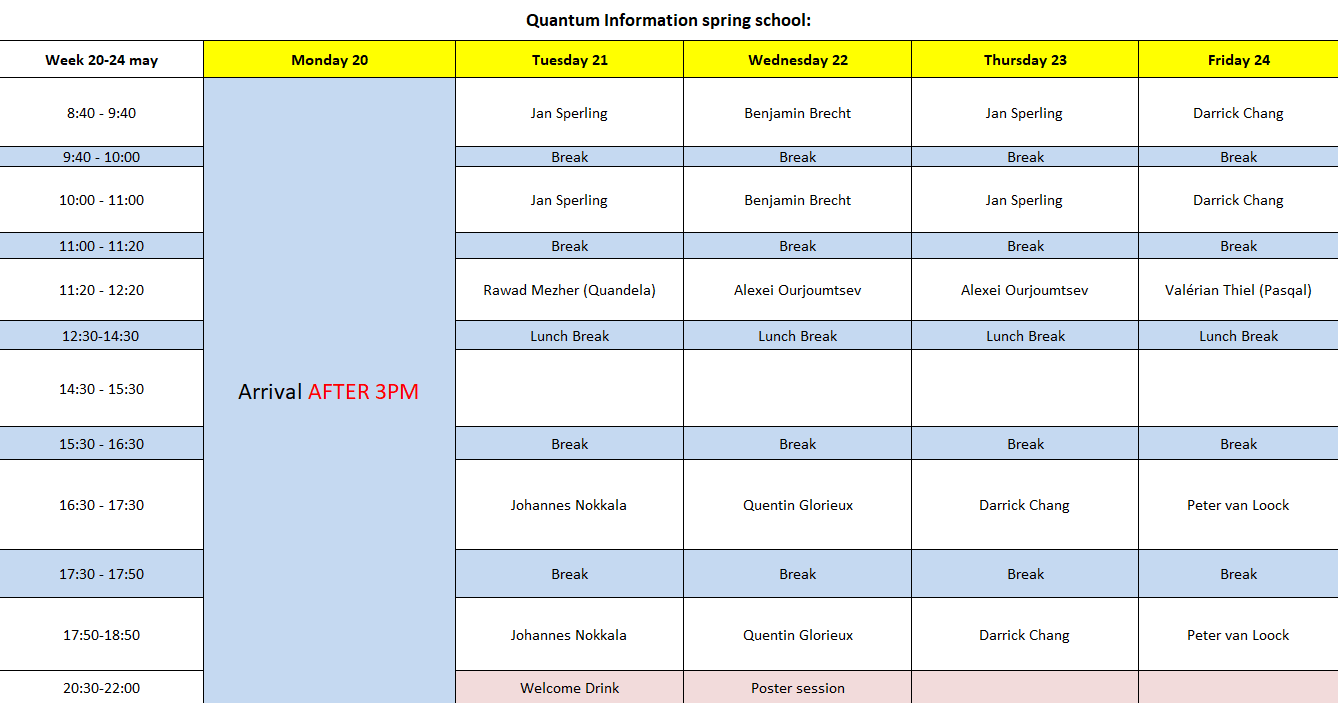 Quantum Information spring school:
Week 20-24 may Monday 20 Tuesday 21 Wednesday 22 Thursday 23 Friday 24
8:40 - 9:40 Jan Sperling Benjamin Brecht Jan Sperling Darrick Chang
9:40 - 10:00 Break Break Break Break
10:00 - 11:00 Jan Sperling Benjamin Brecht Jan Sperling Darrick Chang
11:00 - 11:20 Break Break Break Break
11:20 - 12:20 Rawad Mezher (Quandela) Alexei Ourjoumtsev Alexei Ourjoumtsev Valérian Thiel (Pasqal)
12:30-14:30 Lunch Break Lunch Break Lunch Break Lunch Break
14:30 - 15:30 Arrival AFTER 3PM
15:30 - 16:30 Break Break Break Break
16:30 - 17:30 Johannes Nokkala Quentin Glorieux Darrick Chang Peter van Loock
17:30 - 17:50 Break Break Break Break
17:50-18:50 Johannes Nokkala Quentin Glorieux Darrick Chang Peter van Loock
20:30-22:00 Welcome Drink Poster session